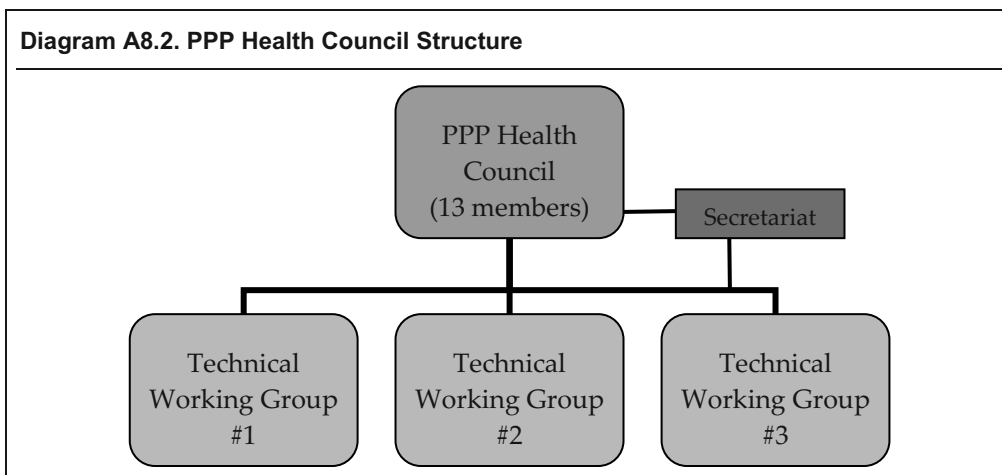 Diagram A8.2. PPP Health Council Structure
PPP Health
Council
(13 members)
Secretariat
Technical
Working Group
#1
Technical
Working Group
#2
Technical
Working Group
#3